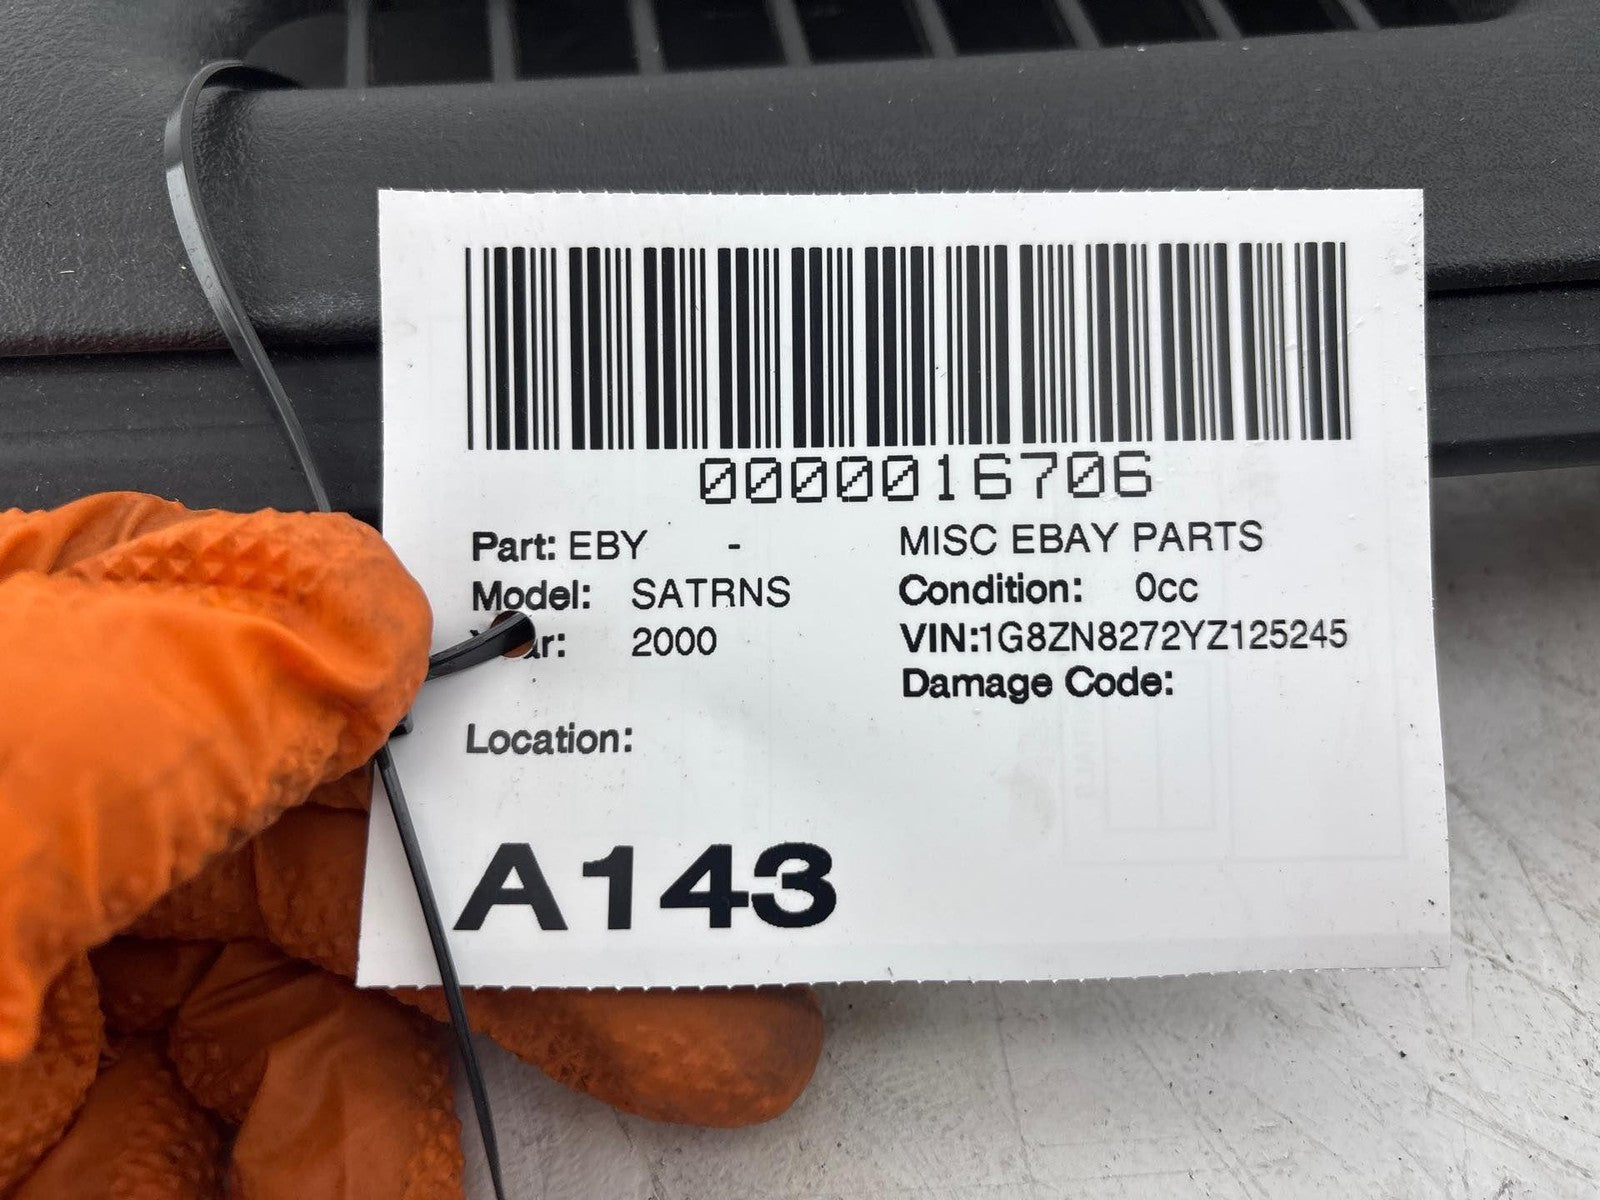 0000016706
Part: EBY - MISC EBAY PARTS
Model: SATRNS Condition: 0cc
2000 VIN:1G8ZN8272YZ125245
Damage Code:
Location:
A143